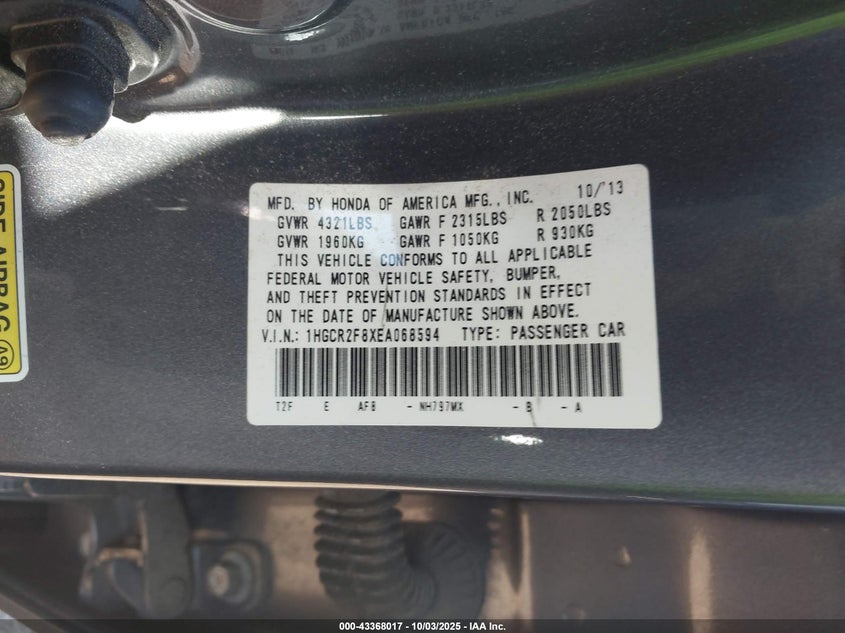 MFD. BY HONDA OF AMERICA MFG., INC. 10/'13
GVWR 4321LBS GAWR F 2315LBS R 2050LBS
GVWR 1960KG GAWR F 1050KG R 930KG
THIS VEHICLE CONFORMS TO ALL APPLICABLE
FEDERAL MOTOR VEHICLE SAFETY, BUMPER,
AND THEFT PREVENTION STANDARDS IN EFFECT
ON THE DATE OF MANUFACTURE SHOWN ABOVE.
V.I.N.: 1HGCR2F8XEA068594 TYPE: PASSENGER CAR
T2F E AF8 - NH797MX - B - A
SIDE AIRBAG A9
000-43368017 - 10/03/2025 - IAA Inc.